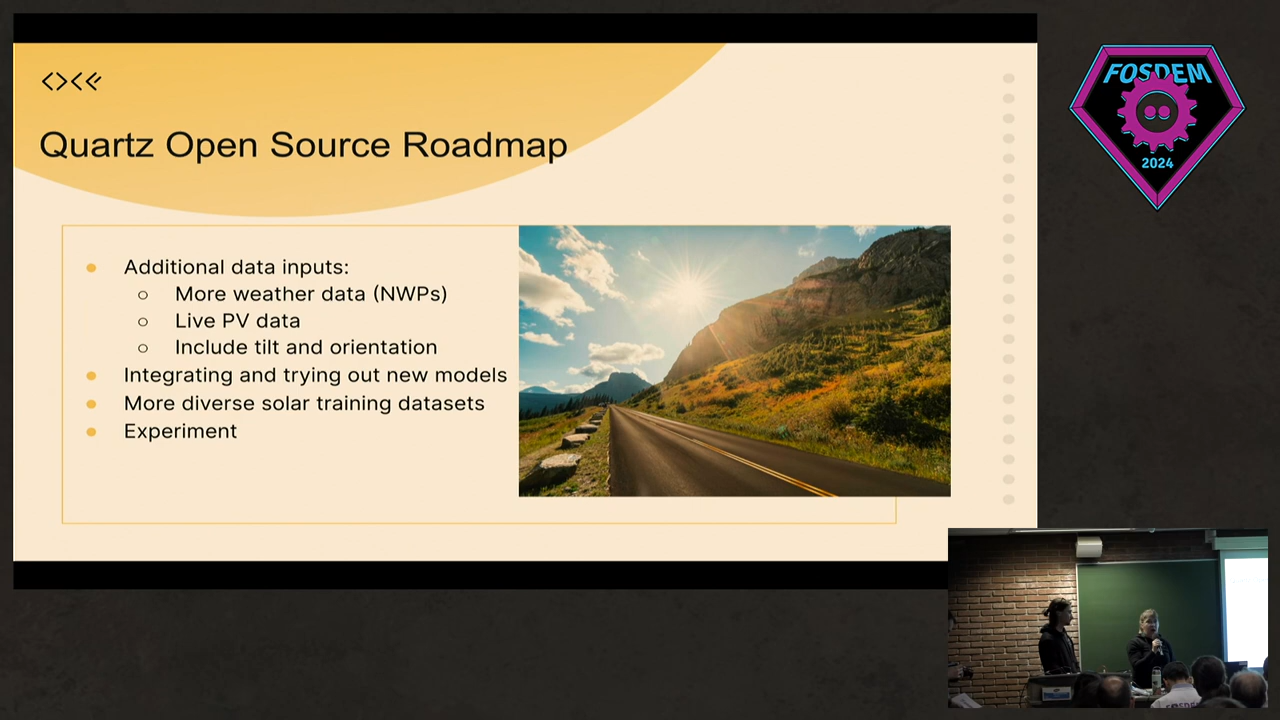 Quartz Open Source Roadmap
Additional data inputs:
More weather data (NWPs)
Live PV data
Include tilt and orientation
Integrating and trying out new models
More diverse solar training datasets
Experiment
FOSDEM
2024